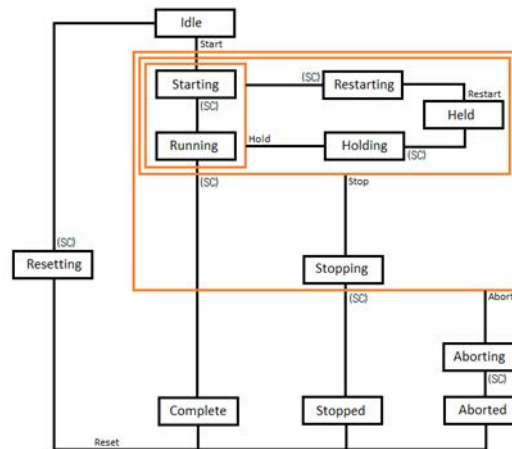 Idle
Start
Starting
(SC)
Restarting
(SC)
Restart
Held
Running
Hold
Holding
(SC)
(SC)
Stop
(SC)
Resetting
Stopping
(SC)
Abort
Aborting
(SC)
Complete
Stopped
Aborted
Reset